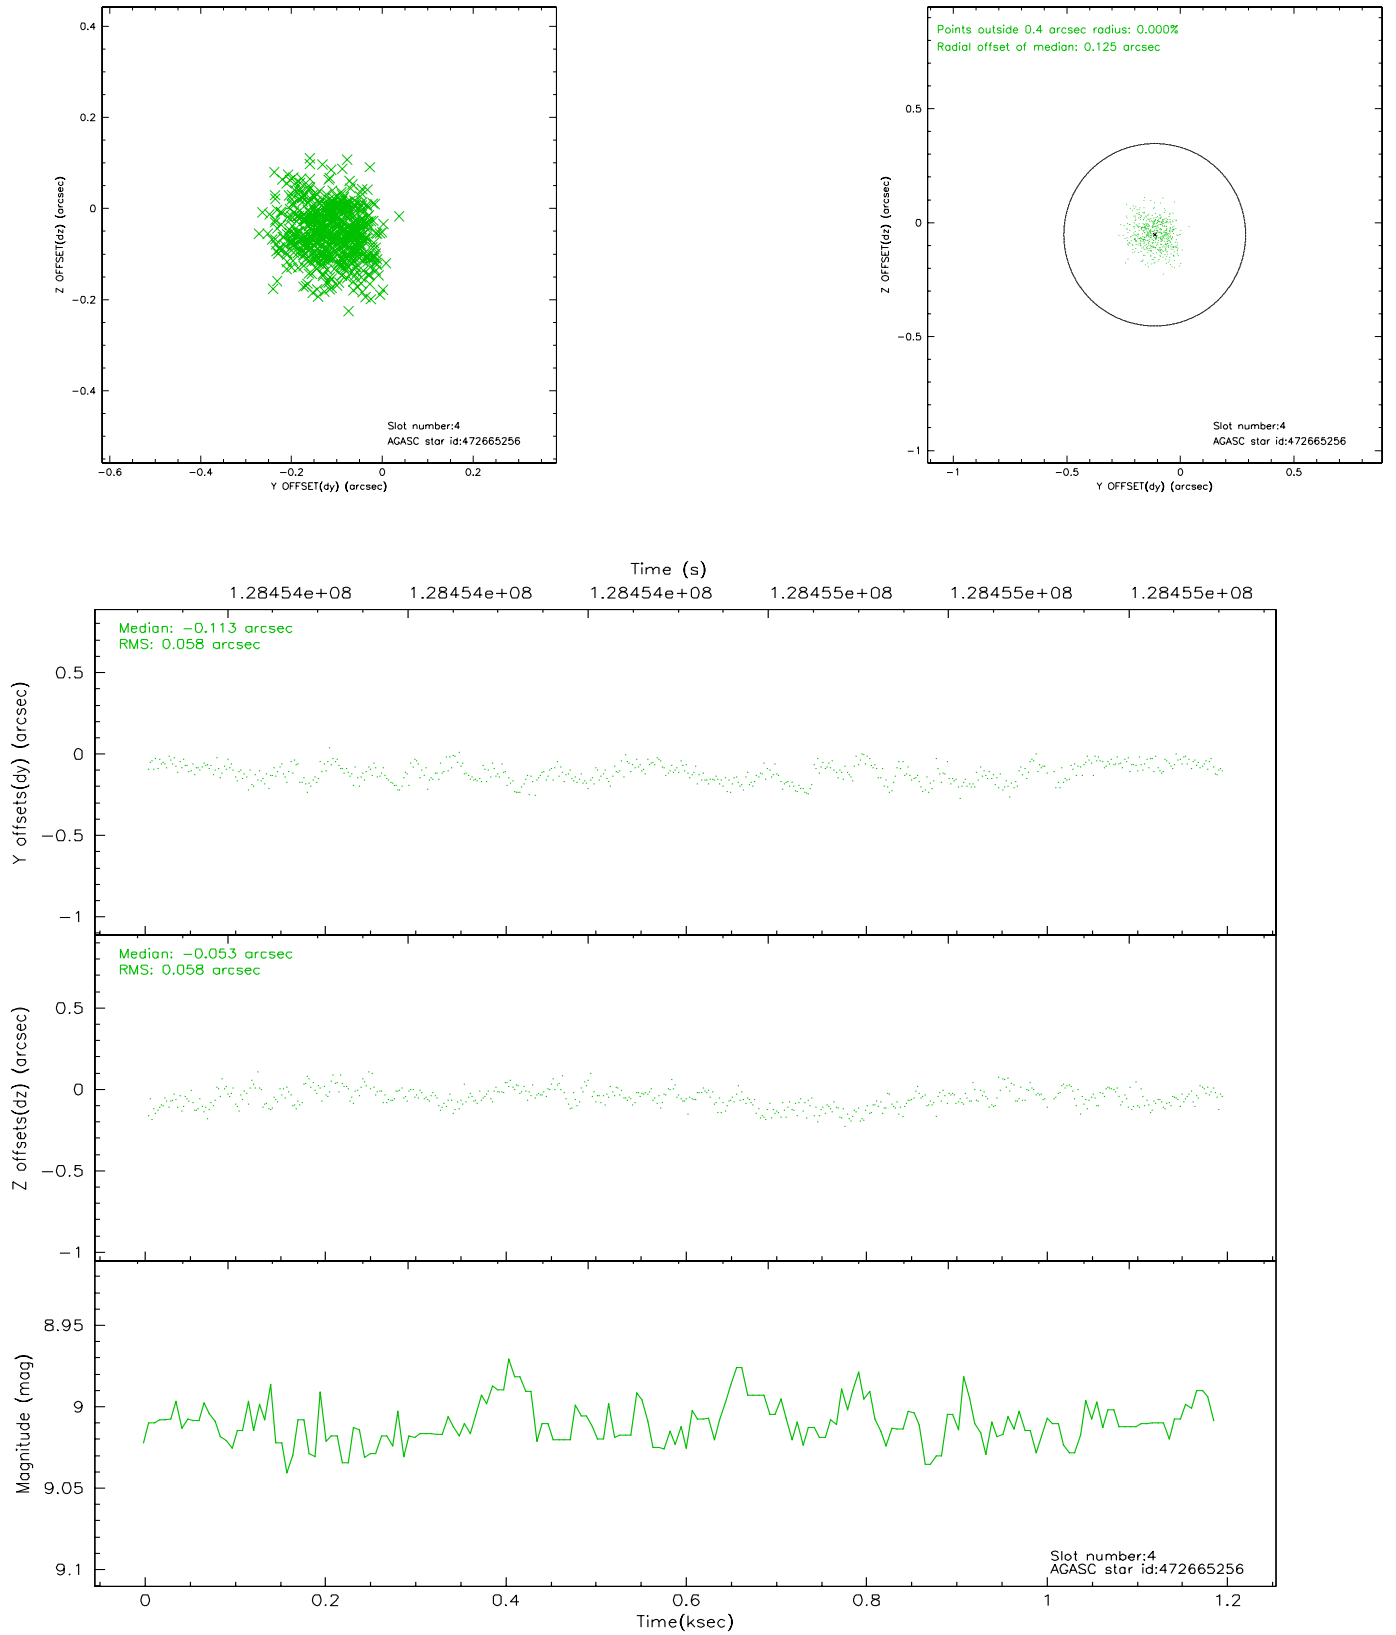 0.4
0.2
0
−0.2
−0.4
Z OFFSET(dz) (arcsec)
−0.6
−0.4
−0.2
0
0.2
Y OFFSET(dy) (arcsec)
Slot number:4
AGASC star id:472665256
Points outside 0.4 arcsec radius: 0.000%
Radial offset of median: 0.125 arcsec
0.5
0
−0.5
−1
Z OFFSET(dz) (arcsec)
−1
−0.5
0
0.5
Y OFFSET(dy) (arcsec)
Slot number:4
AGASC star id:472665256
Time (s)
1.28454e+08
1.28454e+08
1.28454e+08
1.28455e+08
1.28455e+08
1.28455e+08
Median: −0.113 arcsec
RMS: 0.058 arcsec
0.5
0
−0.5
−1
Y offsets(dy) (arcsec)
Median: −0.053 arcsec
RMS: 0.058 arcsec
0.5
0
−0.5
−1
Z offsets(dz) (arcsec)
8.95
9
9.05
9.1
Magnitude (mag)
Slot number:4
AGASC star id:472665256
0
0.2
0.4
0.6
0.8
1
1.2
Time(ksec)